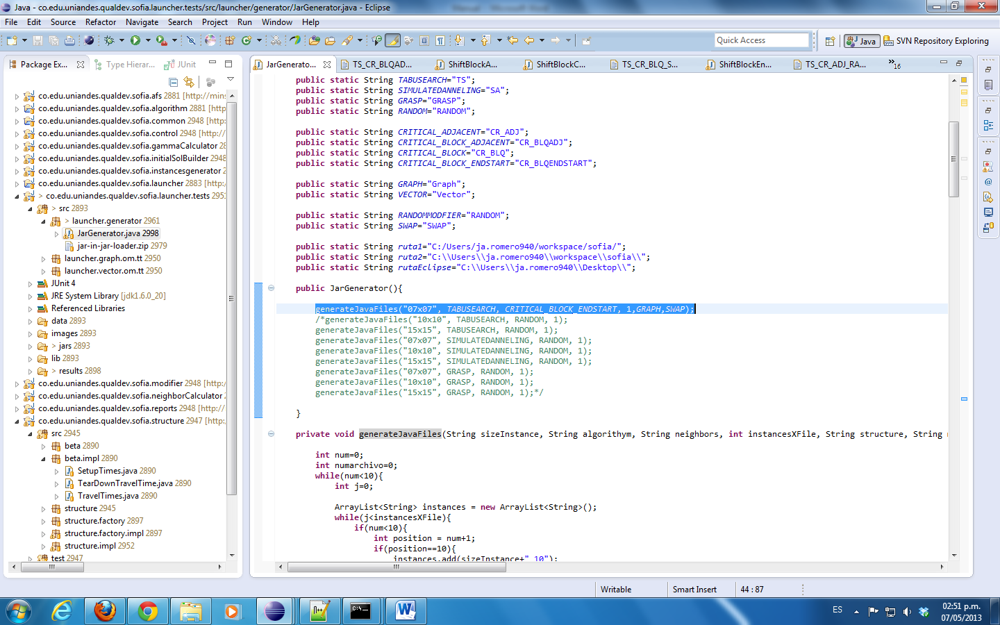 Java - co.edu.uniandes.qualdev.sofia.launcher.tests/src/launcher/generator/JarGenerator.java - Eclipse
File Edit Source Refactor Navigate Search Project Run Window Help
Quick Access
Java
SVN Repository Exploring
Package Ex...
Type Hierar...
JUnit
co.edu.uniandes.qualdev.sofia.afs 2881 [http://mins
co.edu.uniandes.qualdev.sofia.algorithm 2881 [http
co.edu.uniandes.qualdev.sofia.common 2948 [http
co.edu.uniandes.qualdev.sofia.control 2948 [http://
co.edu.uniandes.qualdev.sofia.gammaCalculator 28
co.edu.uniandes.qualdev.sofia.initialSolBuilder 2948
co.edu.uniandes.qualdev.sofia.instancesgenerator 2
co.edu.uniandes.qualdev.sofia.launcher 2883 [http:
> co.edu.uniandes.qualdev.sofia.launcher.tests 2953
> src 2893
> launcher.generator 2961
JarGenerator.java 2998
jar-in-jar-loader.zip 2979
launcher.graph.om.tt 2950
launcher.vector.om.tt 2950
JUnit 4
JRE System Library [jdk1.6.0_20]
Referenced Libraries
data 2893
images 2893
> jars 2893
lib 2893
> results 2898
co.edu.uniandes.qualdev.sofia.modifier 2948 [http:/
co.edu.uniandes.qualdev.sofia.neighborCalculator
co.edu.uniandes.qualdev.sofia.reports 2948 [http://
co.edu.uniandes.qualdev.sofia.structure 2947 [http:
src 2945
beta 2890
beta.impl 2890
SetupTimes.java 2890
TearDownTravelTime.java 2890
TravelTimes.java 2890
structure 2945
structure.factory 2897
structure.factory.impl 2897
structure.impl 2952
test 2947
JarGenerato...
TS_CR_BLQAD...
ShiftBlockA...
ShiftBlockC...
TS_CR_BLQ_S...
ShiftBlockEn...
TS_CR_ADJ_RA...
»16
public static String TABUSEARCH="TS";
public static String SIMULATEDANNELING="SA";
public static String GRASP="GRASP";
public static String RANDOM="RANDOM";
public static String CRITICAL_ADJACENT="CR_ADJ";
public static String CRITICAL_BLOCK_ADJACENT="CR_BLQADJ";
public static String CRITICAL_BLOCK="CR_BLQ";
public static String CRITICAL_BLOCK_ENDSTART="CR_BLQENDSTART";
public static String GRAPH="Graph";
public static String VECTOR="Vector";
public static String RANDOMMODFIER="RANDOM";
public static String SWAP="SWAP";
public static String ruta1="C:/Users/ja.romero940/workspace/sofia/";
public static String ruta2="C:\\Users\\ja.romero940\\workspace\\sofia\\";
public static String rutaEclipse="C:\\Users\\ja.romero940\\Desktop\\";
public JarGenerator(){
generateJavaFiles("07x07", TABUSEARCH, CRITICAL_BLOCK_ENDSTART, 1,GRAPH,SWAP);
/*generateJavaFiles("10x10", TABUSEARCH, RANDOM, 1);
generateJavaFiles("15x15", TABUSEARCH, RANDOM, 1);
generateJavaFiles("07x07", SIMULATEDANNELING, RANDOM, 1);
generateJavaFiles("10x10", SIMULATEDANNELING, RANDOM, 1);
generateJavaFiles("15x15", SIMULATEDANNELING, RANDOM, 1);
generateJavaFiles("07x07", GRASP, RANDOM, 1);
generateJavaFiles("10x10", GRASP, RANDOM, 1);
generateJavaFiles("15x15", GRASP, RANDOM, 1);*/
}
private void generateJavaFiles(String sizeInstance, String algorithym, String neighbors, int instancesXFile, String structure, String
int num=0;
int numarchivo=0;
while(num<10){
int j=0;
ArrayList<String> instances = new ArrayList<String>();
while(j<instancesXFile){
if(num<10){
int position = num+1;
if(position==10){
instances.add(sizeInstance+"_10");
Writable
Smart Insert
44 : 87
ES
02:51 p.m.
07/05/2013